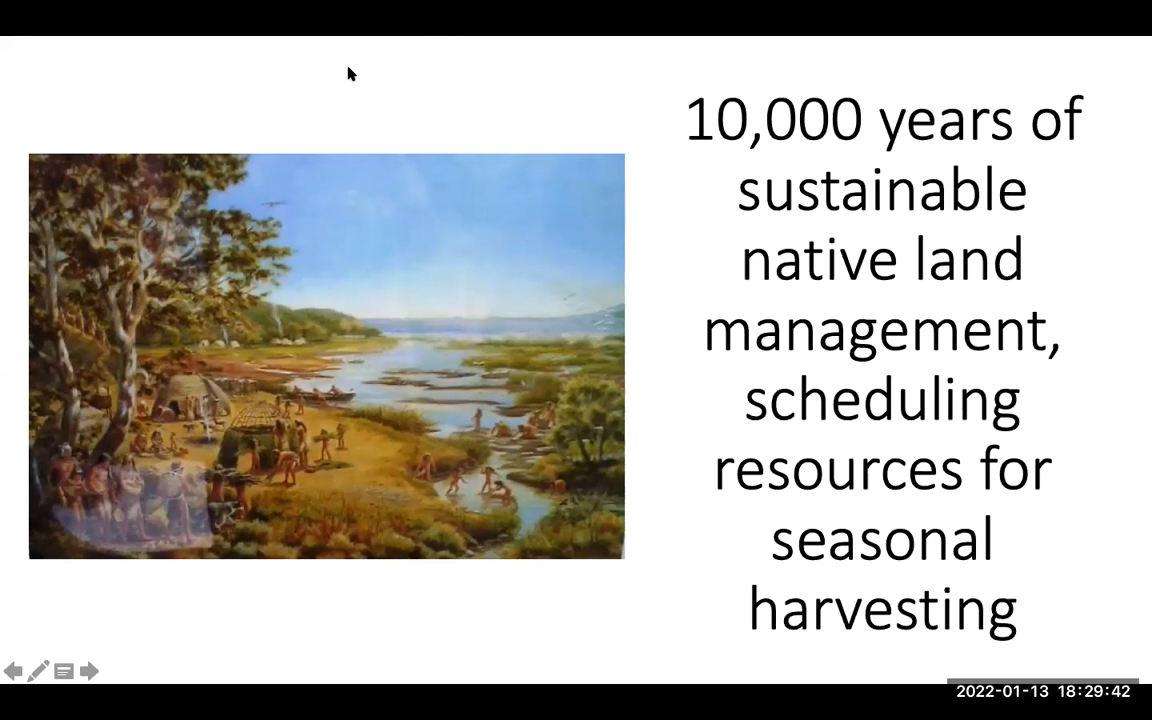 10,000 years of
sustainable
native land
management,
scheduling
resources for
seasonal
harvesting
2022-01-13 18:29:42